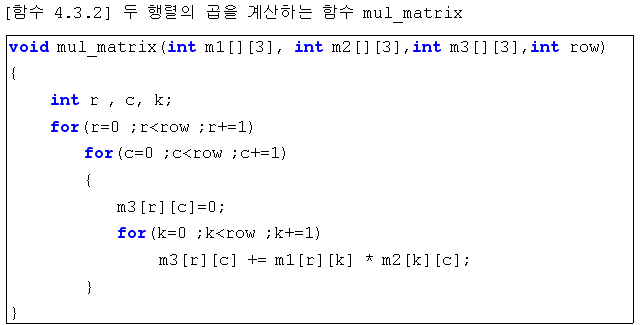 [함수 4.3.2] 두 행렬의 곱을 계산하는 함수 mul_matrix
void mul_matrix(int m1[][3], int m2[][3],int m3[][3],int row)
{
int r , c, k;
for(r=0 ;r<row ;r+=1)
for(c=0 ;c<row ;c+=1)
{
m3[r][c]=0;
for(k=0 ;k<row ;k+=1)
m3[r][c] += m1[r][k] * m2[k][c];
}
}